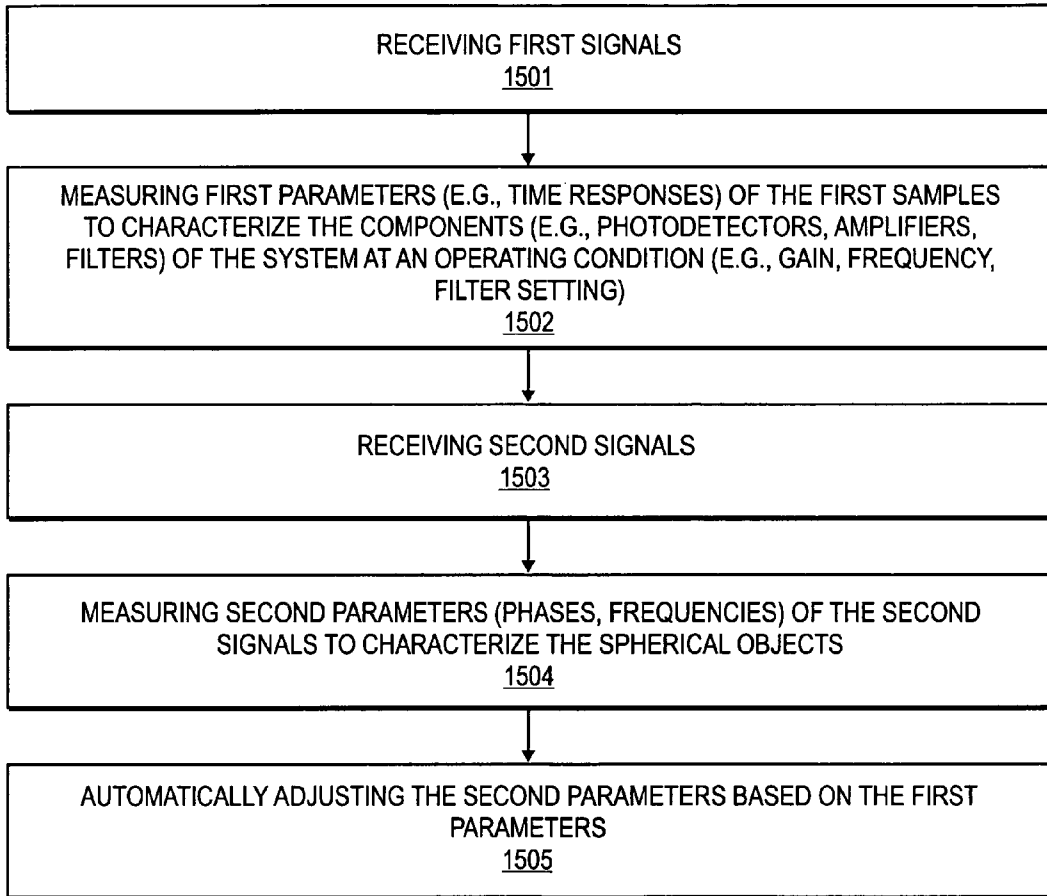 RECEIVING FIRST SIGNALS
1501
MEASURING FIRST PARAMETERS (E.G., TIME RESPONSES) OF THE FIRST SAMPLES
TO CHARACTERIZE THE COMPONENTS (E.G., PHOTODETECTORS, AMPLIFIERS,
FILTERS) OF THE SYSTEM AT AN OPERATING CONDITION (E.G., GAIN, FREQUENCY,
FILTER SETTING)
1502
RECEIVING SECOND SIGNALS
1503
MEASURING SECOND PARAMETERS (PHASES, FREQUENCIES) OF THE SECOND
SIGNALS TO CHARACTERIZE THE SPHERICAL OBJECTS
1504
AUTOMATICALLY ADJUSTING THE SECOND PARAMETERS BASED ON THE FIRST
PARAMETERS
1505